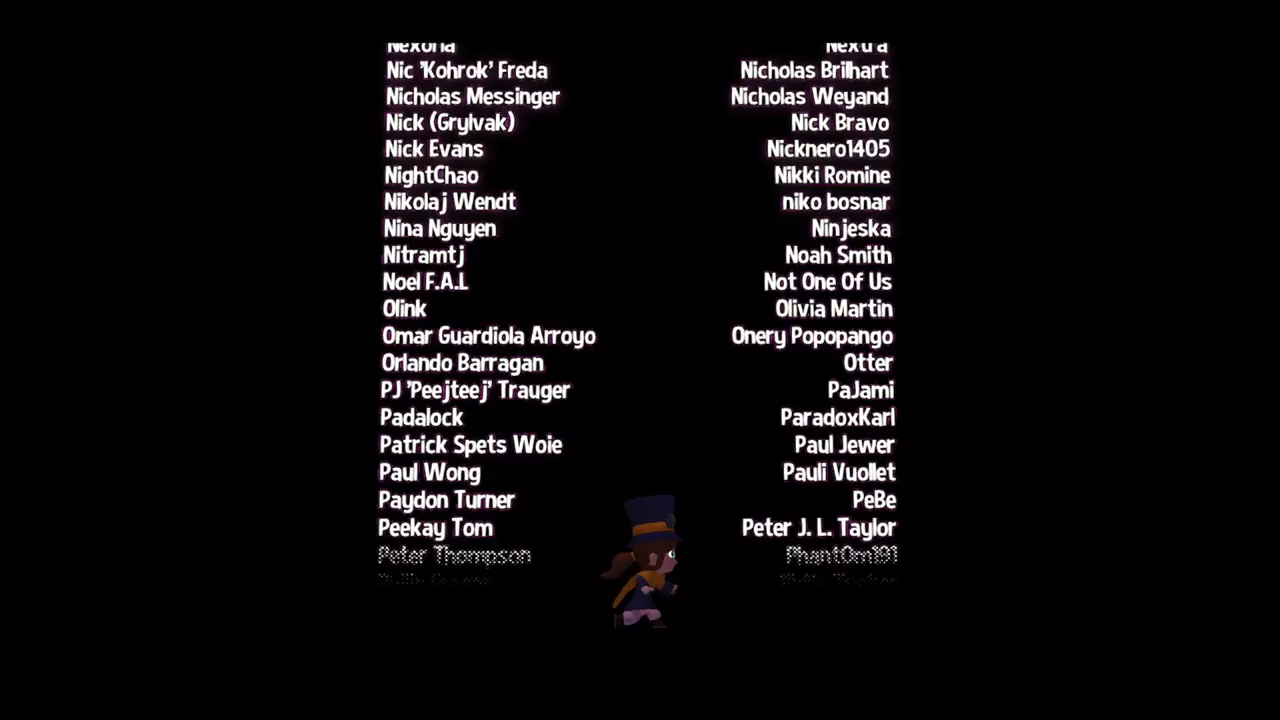 Nexoria Nextra
Nic 'Kohrok' Freda Nicholas Brilhart
Nicholas Messinger Nicholas Weyand
Nick (Grylvak) Nick Bravo
Nick Evans Nicknero1405
NightChao Nikki Romine
Nikolaj Wendt niko bosnar
Nina Nguyen Ninjeska
Nitramtj Noah Smith
Noel F.A.L Not One Of Us
Olink Olivia Martin
Omar Guardiola Arroyo Onery Popopango
Orlando Barragan Otter
PJ 'Peejteej' Trauger PaJami
Padalock ParadoxKarl
Patrick Spets Woie Paul Jewer
Paul Wong Pauli Vuollet
Paydon Turner PeBe
Peekay Tom Peter J. L. Taylor
Peter Thompson Phant0m101